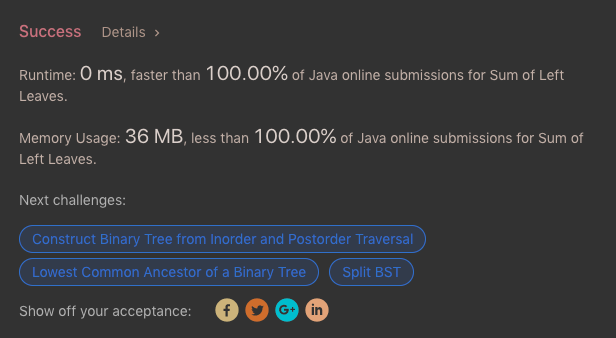 Success Details >
Runtime: 0 ms, faster than 100.00% of Java online submissions for Sum of Left
Leaves.
Memory Usage: 36 MB, less than 100.00% of Java online submissions for Sum of
Left Leaves.
Next challenges:
Construct Binary Tree from Inorder and Postorder Traversal
Lowest Common Ancestor of a Binary Tree Split BST
Show off your acceptance: f G+ in